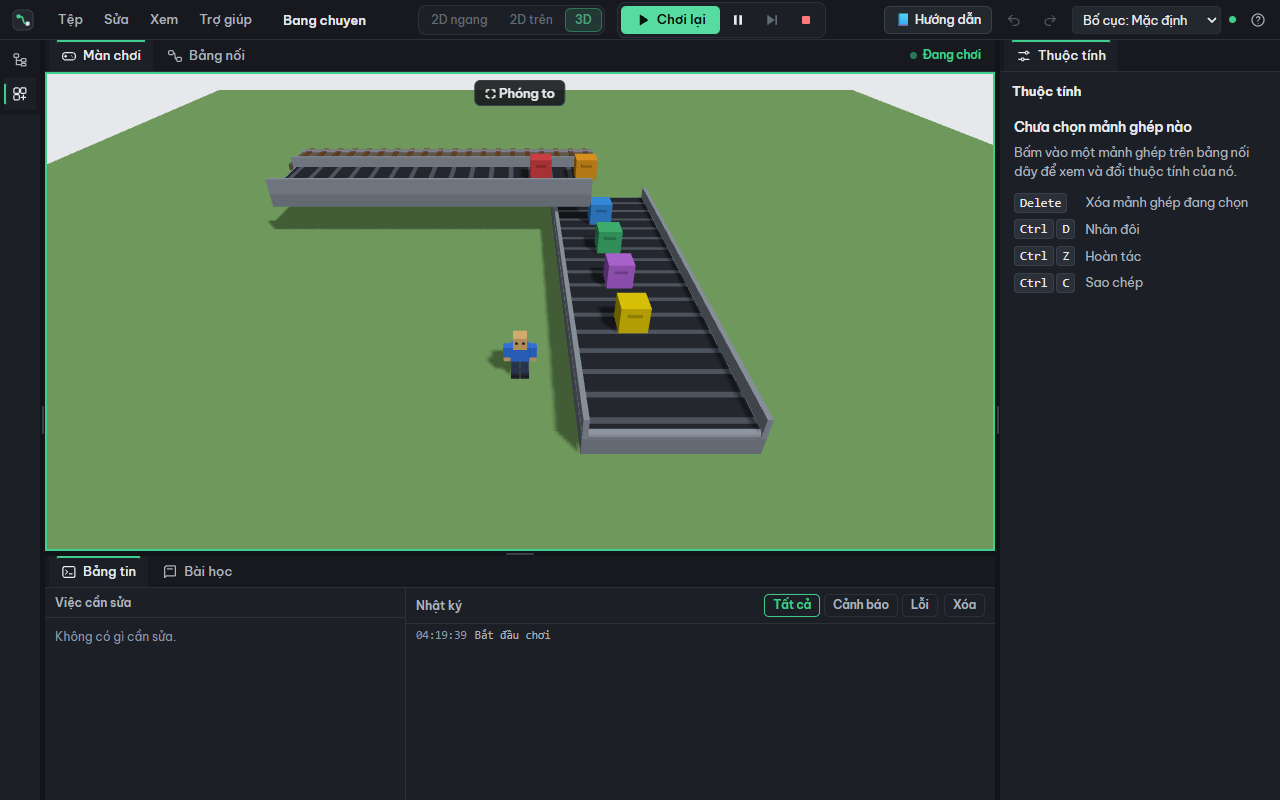 Tệp Sửa Xem Trợ giúp Bang chuyen 2D ngang 2D trên 3D Chơi lại Hướng dẫn Bố cục: Mặc định
Màn chơi Bảng nối Đang chơi
Phóng to
Thuộc tính
Thuộc tính
Chưa chọn mảnh ghép nào
Bấm vào một mảnh ghép trên bảng nối
dây để xem và đổi thuộc tính của nó.
Delete Xóa mảnh ghép đang chọn
Ctrl D Nhân đôi
Ctrl Z Hoàn tác
Ctrl C Sao chép
Bảng tin Bài học
Việc cần sửa
Không có gì cần sửa.
Nhật ký Tất cả Cảnh báo Lỗi Xóa
04:19:39 Bắt đầu chơi